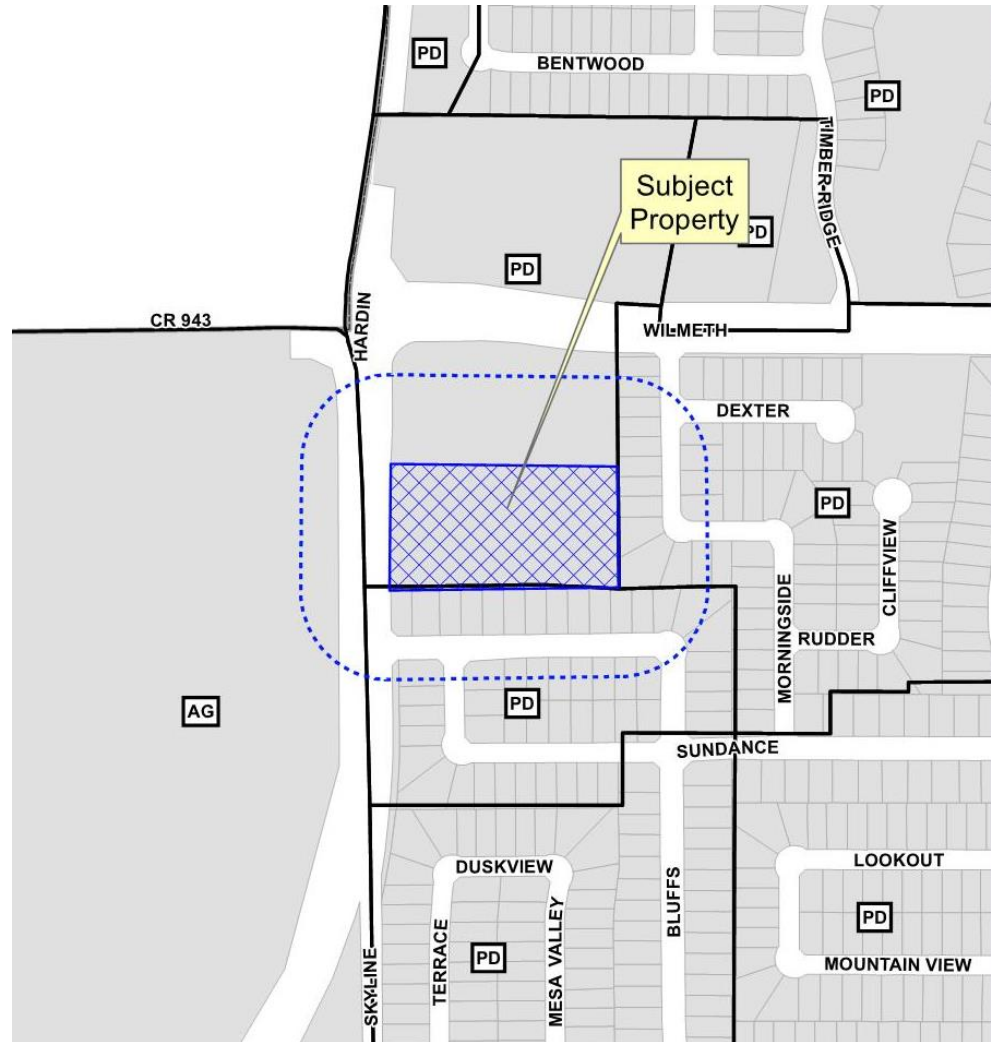 PD
BENTWOOD
PD
TIMBER RIDGE
Subject
Property
PD
PD
HARDIN
CR 943
WILMETH
DEXTER
PD
CLIFFVIEW
MORNINGSIDE
RUDDER
PD
AG
SUNDANCE
DUSKVIEW
LOOKOUT
BLUFFS
PD
TERRACE
MESA VALLEY
PD
MOUNTAIN VIEW
SKYLINE